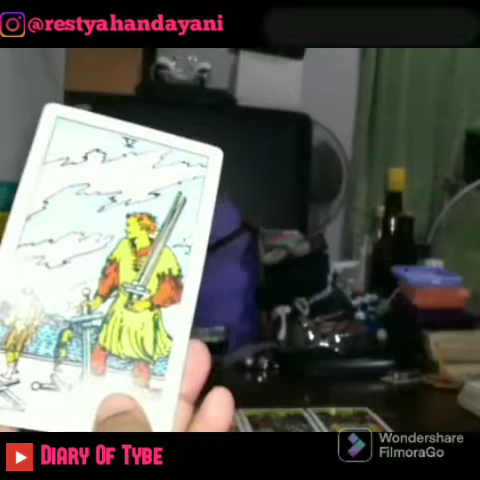 @restyahandayani
V
DIARY OF TYBE
Wondershare
FilmoraGo